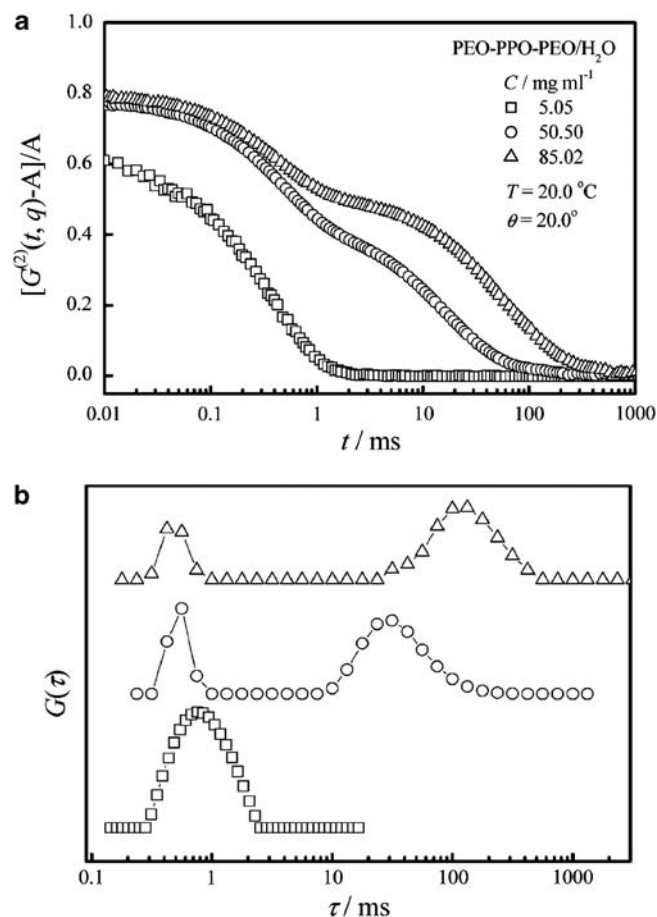 a
1.0
0.8
0.6
0.4
0.2
0.0
[G⁽²⁾(t, q)-A]/A
PEO-PPO-PEO/H₂O
C / mg ml⁻¹
□ 5.05
○ 50.50
△ 85.02
T = 20.0 °C
θ = 20.0°
0.01 0.1 1 10 100 1000
t / ms
b
G(τ)
0.1 1 10 100 1000
τ / ms